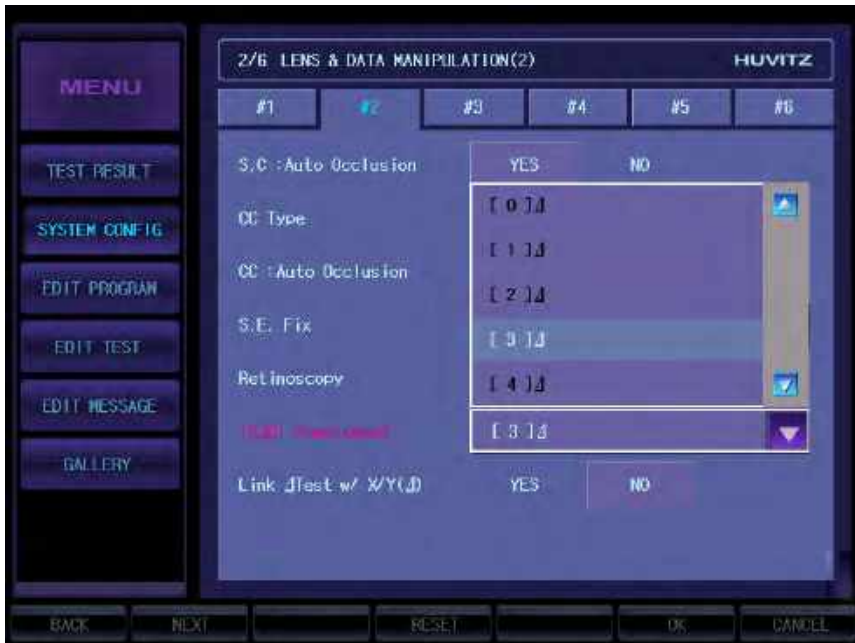 2/6 LENS & DATA MANIPULATION(2)
HUVITZ
MENU
#1 #2 #3 #4 #5 #6
TEST RESULT
SYSTEM CONFIG
EDIT PROGRAM
EDIT TEST
EDIT MESSAGE
GALLERY
S.C :Auto Occlusion YES NO
CC Type
CC :Auto Occlusion
S.E. Fix
Retinoscopy
[ 0 ]⊿
[ 1 ]⊿
[ 2 ]⊿
[ 3 ]⊿
[ 4 ]⊿
[ 3 ]⊿
Link ⊿Test w/ X/Y(⊿) YES NO
BACK NEXT RESET OK CANCEL